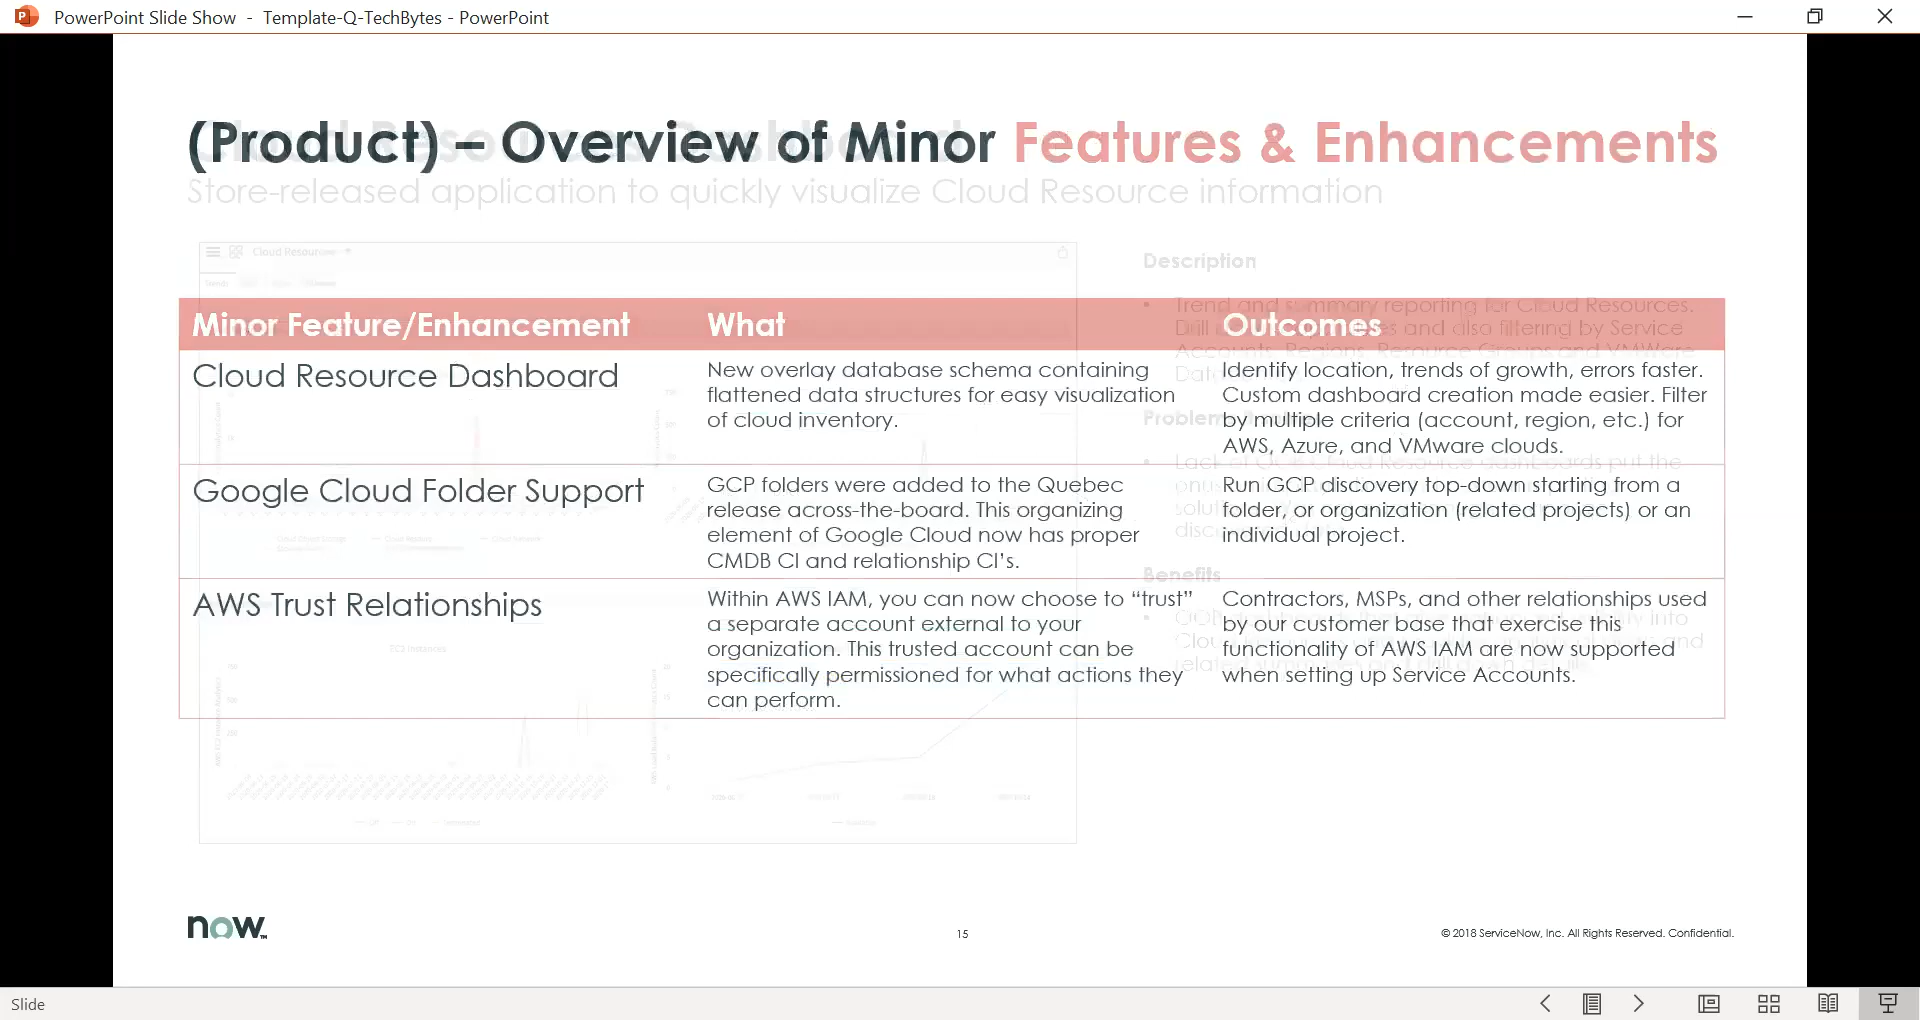 PowerPoint Slide Show - Template-Q-TechBytes - PowerPoint
(Product) – Overview of Minor Features & Enhancements
Store-released application to quickly visualize Cloud Resource information
Description
Minor Feature/Enhancement
What
Outcomes
Cloud Resource Dashboard
New overlay database schema containing
flattened data structures for easy visualization
of cloud inventory.
Identify location, trends of growth, errors faster.
Custom dashboard creation made easier. Filter
by multiple criteria (account, region, etc.) for
AWS, Azure, and VMware clouds.
Google Cloud Folder Support
GCP folders were added to the Quebec
release across-the-board. This organizing
element of Google Cloud now has proper
CMDB CI and relationship CI’s.
Run GCP discovery top-down starting from a
folder, or organization (related projects) or an
individual project.
Benefits
AWS Trust Relationships
Within AWS IAM, you can now choose to “trust”
a separate account external to your
organization. This trusted account can be
specifically permissioned for what actions they
can perform.
Contractors, MSPs, and other relationships used
by our customer base that exercise this
functionality of AWS IAM are now supported
when setting up Service Accounts.
now™
15
© 2018 ServiceNow, Inc. All Rights Reserved. Confidential.
Slide